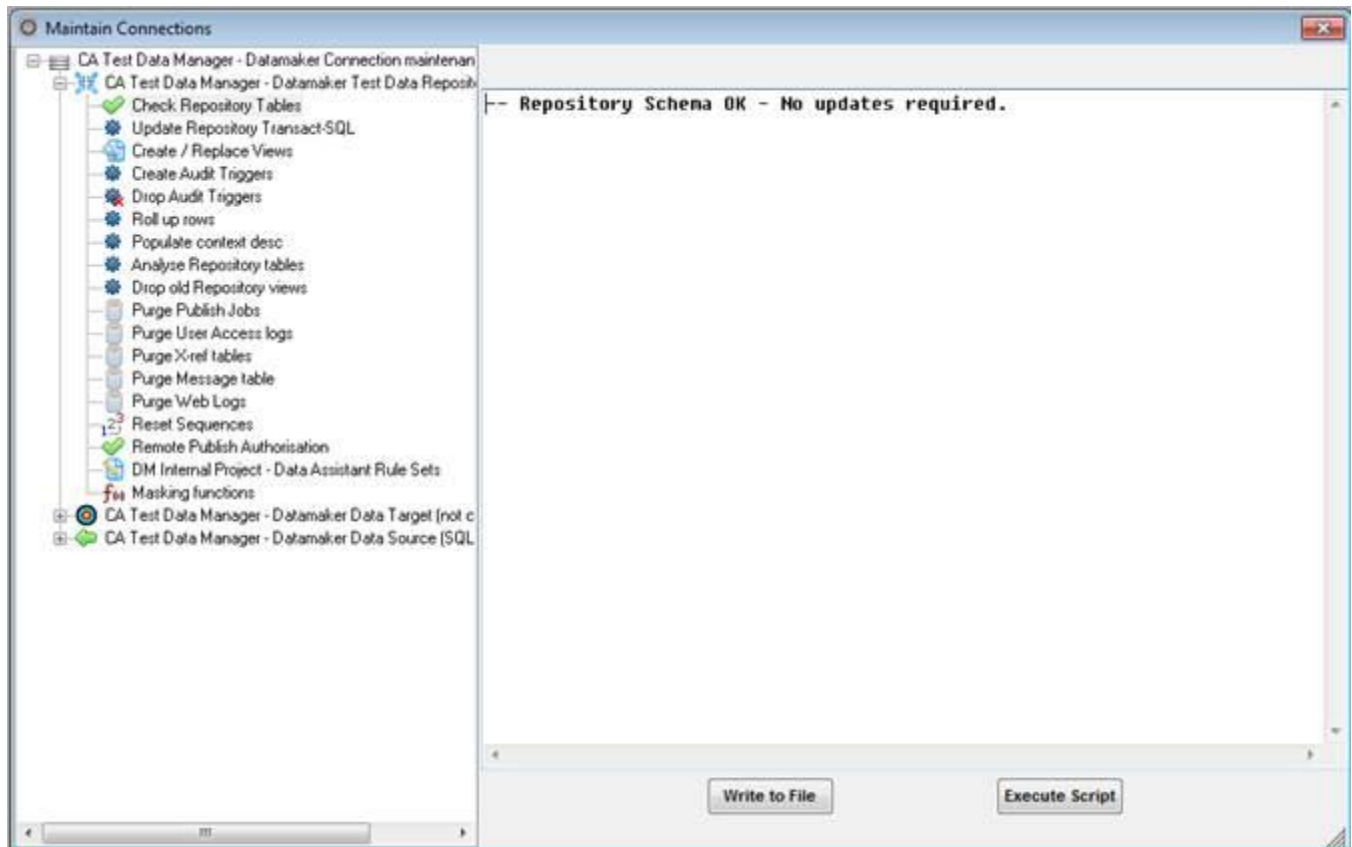 Maintain Connections
CA Test Data Manager - Datamaker Connection maintenan
CA Test Data Manager - Datamaker Test Data Reposit
Check Repository Tables
Update Repository Transact-SQL
Create / Replace Views
Create Audit Triggers
Drop Audit Triggers
Roll up rows
Populate context desc
Analyse Repository tables
Drop old Repository views
Purge Publish Jobs
Purge User Access logs
Purge X-ref tables
Purge Message table
Purge Web Logs
Reset Sequences
Remote Publish Authorisation
DM Internal Project - Data Assistant Rule Sets
Masking functions
CA Test Data Manager - Datamaker Data Target (not c
CA Test Data Manager - Datamaker Data Source (SQL
-- Repository Schema OK - No updates required.
Write to File
Execute Script